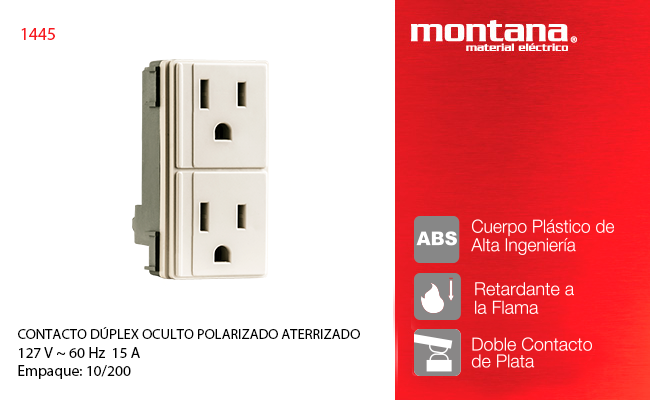 1445
CONTACTO DÚPLEX OCULTO POLARIZADO ATERRIZADO
127 V ~ 60 Hz 15 A
Empaque: 10/200
montana®
material eléctrico
ABS
Cuerpo Plástico de
Alta Ingeniería
Retardante a
la Flama
Doble Contacto
de Plata